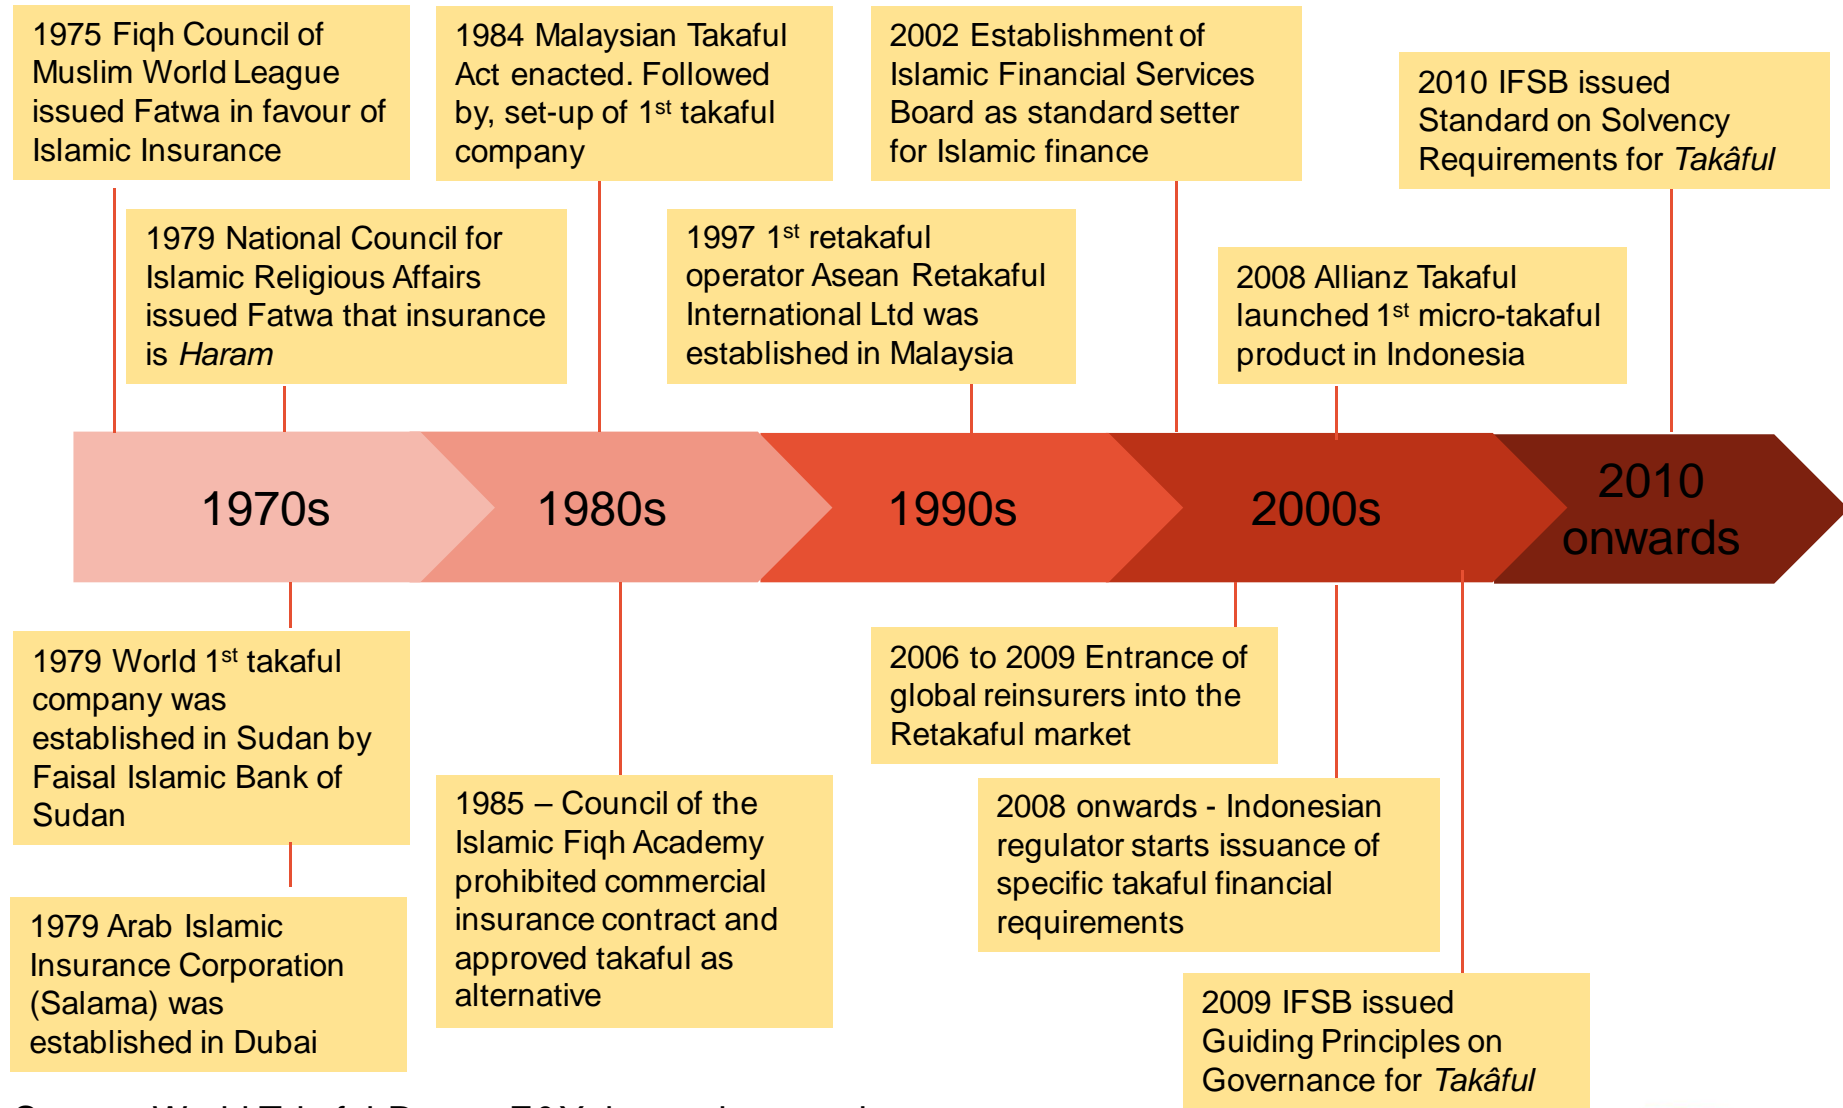 1975 Fiqh Council of
Muslim World League
issued Fatwa in favour of
Islamic Insurance
1984 Malaysian Takaful
Act enacted. Followed
by, set-up of 1st takaful
company
2002 Establishment of
Islamic Financial Services
Board as standard setter
for Islamic finance
2010 IFSB issued
Standard on Solvency
Requirements for Takâful
1979 National Council for
Islamic Religious Affairs
issued Fatwa that insurance
is Haram
1997 1st retakaful
operator Asean Retakaful
International Ltd was
established in Malaysia
2008 Allianz Takaful
launched 1st micro-takaful
product in Indonesia
1970s
1980s
1990s
2000s
2010
onwards
1979 World 1st takaful
company was
established in Sudan by
Faisal Islamic Bank of
Sudan
1979 Arab Islamic
Insurance Corporation
(Salama) was
established in Dubai
1985 – Council of the
Islamic Fiqh Academy
prohibited commercial
insurance contract and
approved takaful as
alternative
2006 to 2009 Entrance of
global reinsurers into the
Retakaful market
2008 onwards - Indonesian
regulator starts issuance of
specific takaful financial
requirements
2009 IFSB issued
Guiding Principles on
Governance for Takâful